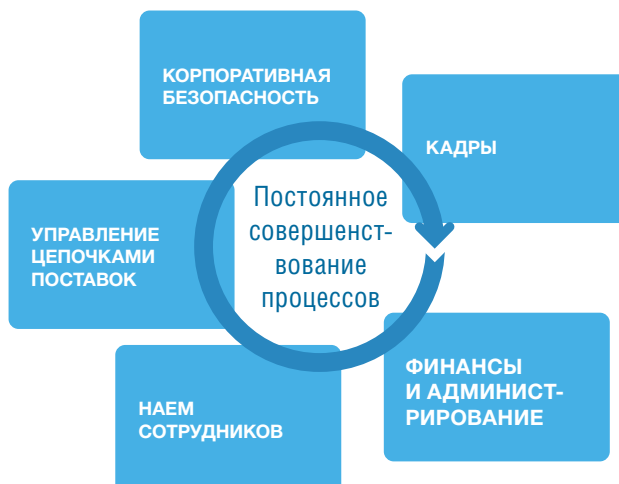 КОРПОРАТИВНАЯ
БЕЗОПАСНОСТЬ
КАДРЫ
Постоянное
совершенст-
вование
процессов
УПРАВЛЕНИЕ
ЦЕПОЧКАМИ
ПОСТАВОК
ФИНАНСЫ
И АДМИНИСТ-
РИРОВАНИЕ
НАЕМ
СОТРУДНИКОВ